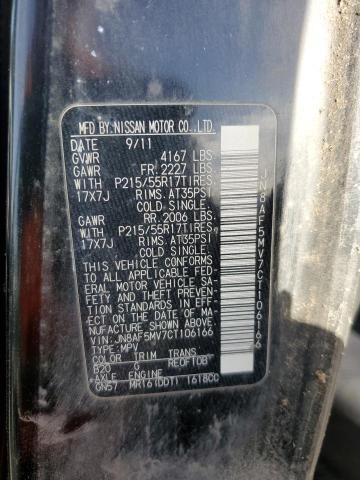 MFD.BY,NISSAN MOTOR CO.,LTD.
DATE 9/11
GVWR 4167 LBS.
GAWR FR. 2227 LBS.
WITH P215/55R17TIRES,
17X7J RIMS, AT35PSI
COLD SINGLE.
GAWR RR. 2006 LBS.
WITH P215/55R17TIRES,
17X7J RIMS, AT35PSI
COLD SINGLE.
THIS VEHICLE CONFORMS
TO ALL APPLICABLE FED-
ERAL MOTOR VEHICLE SA-
FETY AND THEFT PREVEN-
TION STANDARDS IN EFF-
ECT ON THE DATE OF MA-
NUFACTURE SHOWN ABOVE.
VIN:JN8AF5MV7CT106166
TYPE:MPV
COLOR TRIM TRANS
B20 G RE0F10B
AXLE ENGINE
GN57 MR16(DDT) 1618CC
JN8AF5MV7CT106166